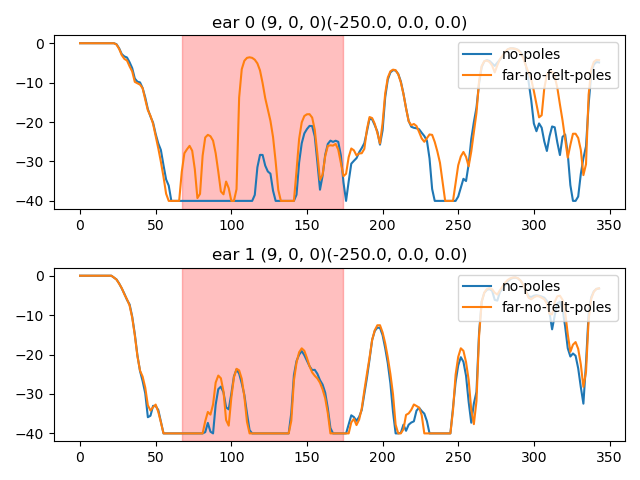 ear 0 (9, 0, 0)(-250.0, 0.0, 0.0)
0
−10
−20
−30
−40
no-poles
far-no-felt-poles
0 50 100 150 200 250 300 350
ear 1 (9, 0, 0)(-250.0, 0.0, 0.0)
0
−10
−20
−30
−40
no-poles
far-no-felt-poles
0 50 100 150 200 250 300 350